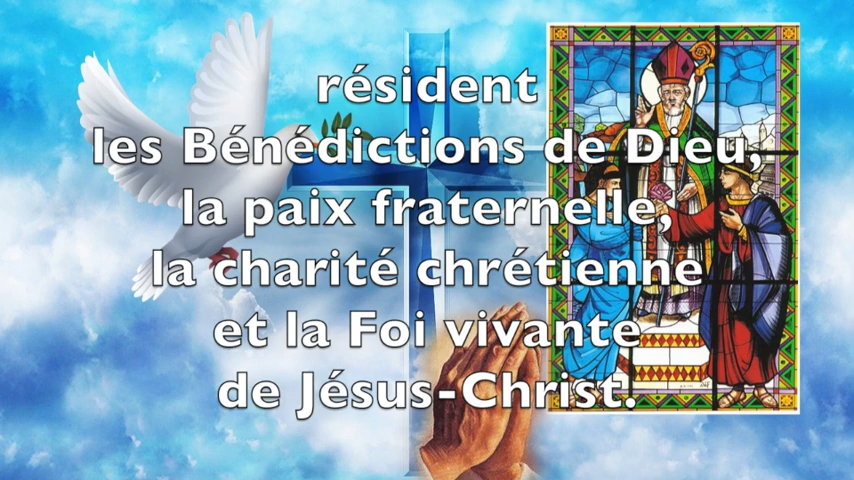 résident
les Bénédictions de Dieu,
la paix fraternelle,
la charité chrétienne
et la Foi vivante
de Jésus-Christ.